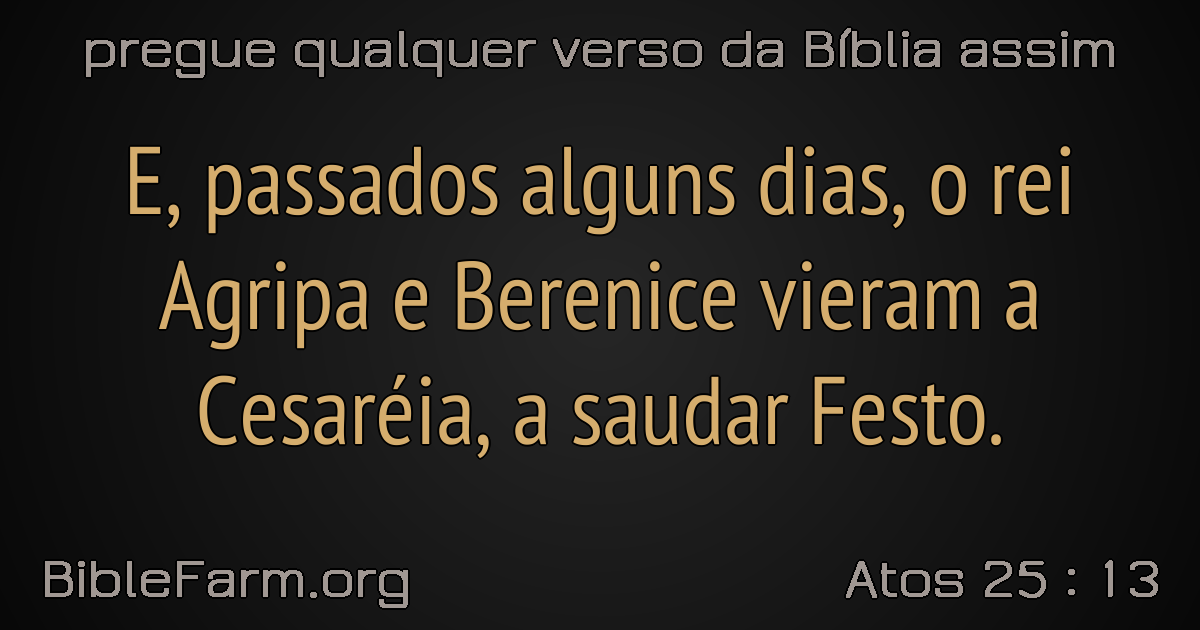 pregue qualquer verso da Bíblia assim
E, passados alguns dias, o rei
Agripa e Berenice vieram a
Cesaréia, a saudar Festo.
BibleFarm.org
Atos 25 : 13